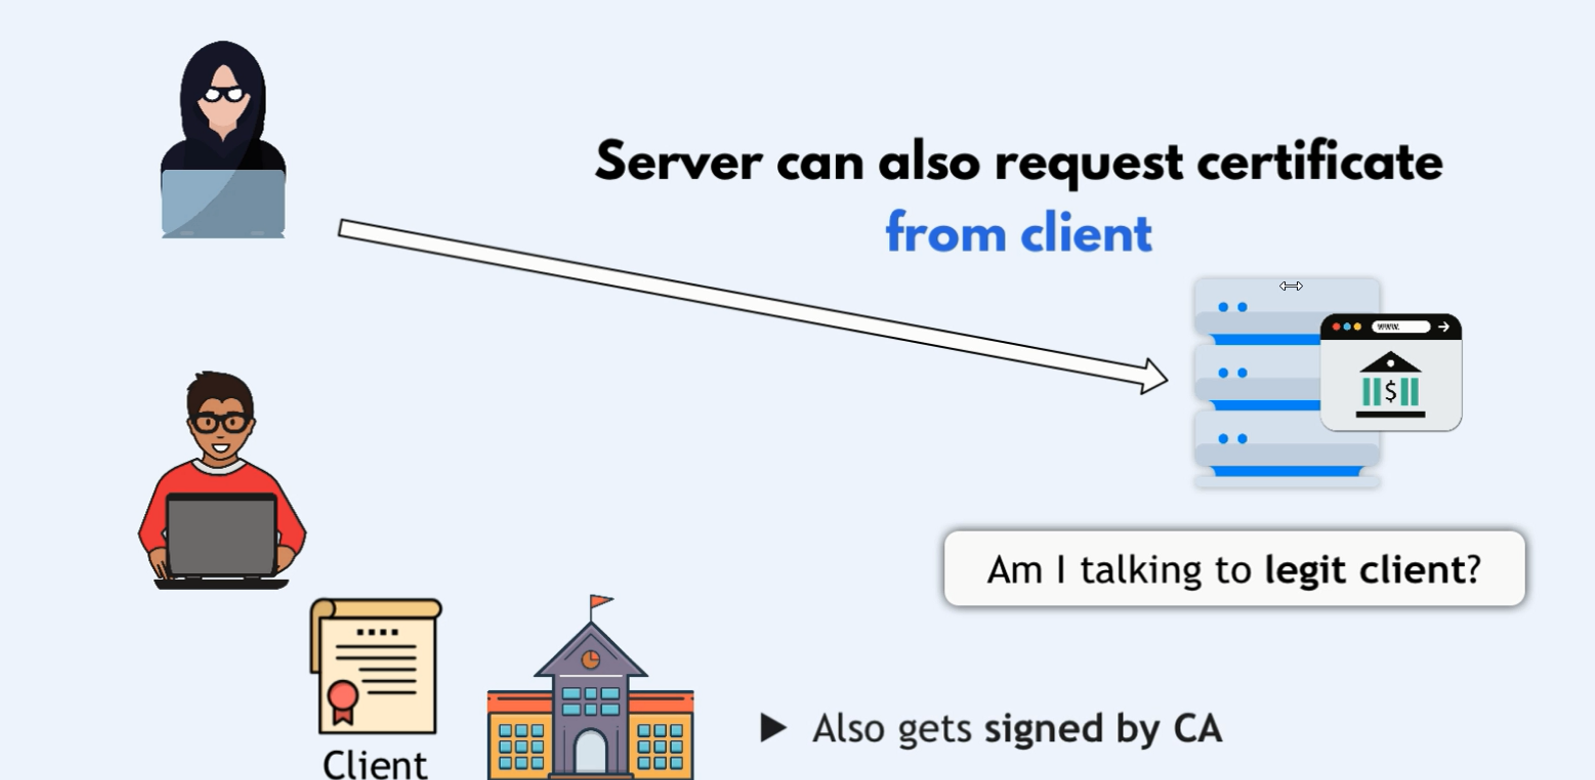 Server can also request certificate
from client
www.
$
Am I talking to legit client?
▶ Also gets signed by CA
Client